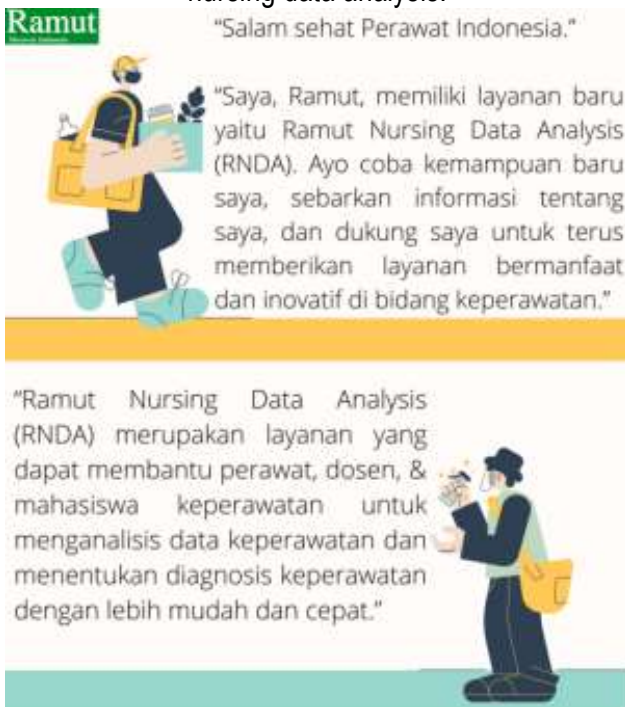 nursing data analysis.
Ramut
"Salam sehat Perawat Indonesia."
"Saya, Ramut, memiliki layanan baru
yaitu Ramut Nursing Data Analysis
(RNDA). Ayo coba kemampuan baru
saya, sebarkan informasi tentang
saya, dan dukung saya untuk terus
memberikan layanan bermanfaat
dan inovatif di bidang keperawatan."
"Ramut Nursing Data Analysis
(RNDA) merupakan layanan yang
dapat membantu perawat, dosen, &
mahasiswa keperawatan untuk
menganalisis data keperawatan dan
menentukan diagnosis keperawatan
dengan lebih mudah dan cepat."